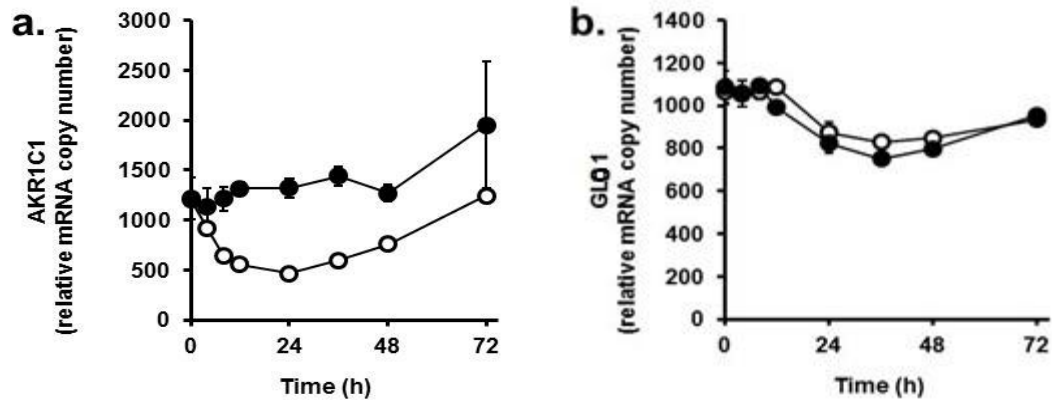 a.
AKR1C1
(relative mRNA copy number)
3000
2500
2000
1500
1000
500
0
0 24 48 72
Time (h)
b.
GLO1
(relative mRNA copy number)
1400
1200
1000
800
600
400
200
0
0 24 48 72
Time (h)